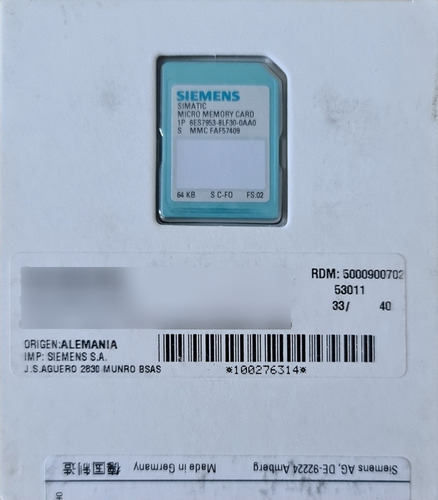 SIEMENS
SIMATIC
MICRO MEMORY CARD
1P 6ES7953-8LF30-0AA0
S MMC FAF57409
64 KB S C-FO FS:02
RDM: 5000900702
53011
33/ 40
ORIGEN:ALEMANIA
IMP: SIEMENS S.A.
J.S.AGUERO 2830 MUNRO BSAS
*100276314*
Siemens AG, DE-92224 Amberg
Made in Germany
德国制造